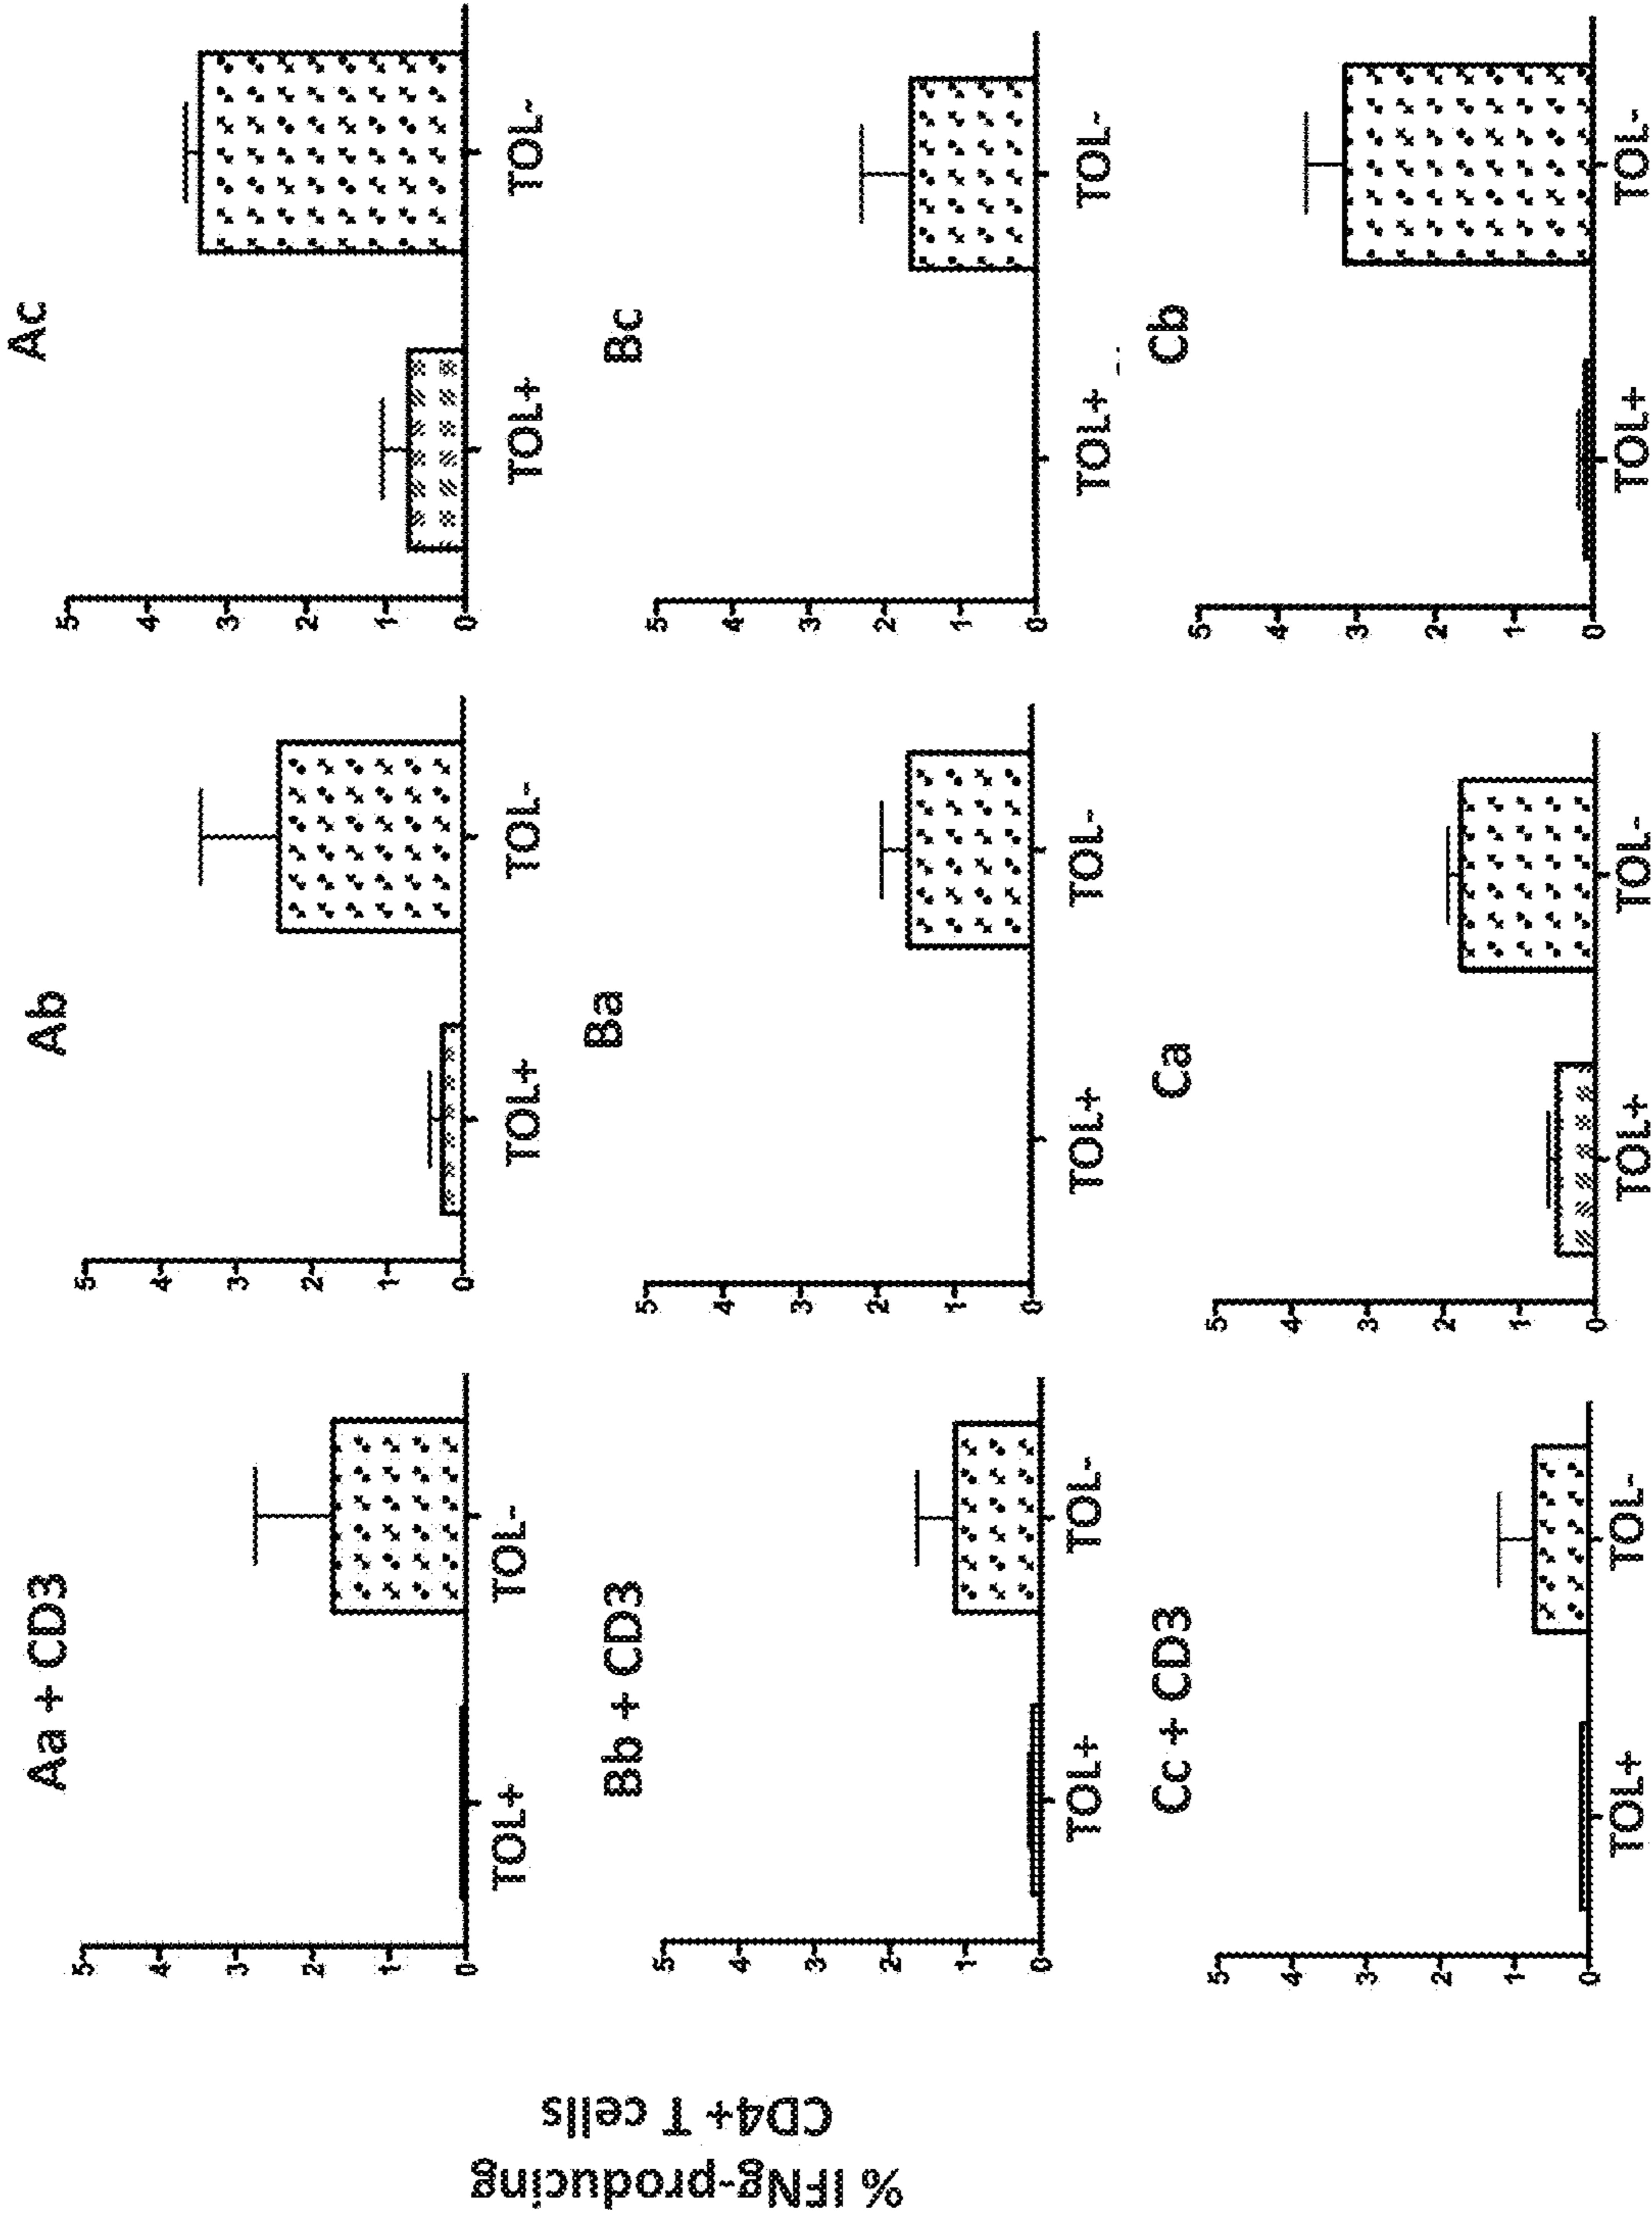 % IFNg-producing
CD4+ T cells
Aa + CD3
5
4
3
2
1
0
TOL+ TOL-
Ab
5
4
3
2
1
0
TOL+ TOL-
Ac
5
4
3
2
1
0
TOL+ TOL-
Bb + CD3
5
4
3
2
1
0
TOL+ TOL-
Ba
5
4
3
2
1
0
TOL+ TOL-
Bc
5
4
3
2
1
0
TOL+ TOL-
Cc + CD3
5
4
3
2
1
0
TOL+ TOL-
Ca
5
4
3
2
1
0
TOL+ TOL-
Cb
5
4
3
2
1
0
TOL+ TOL-